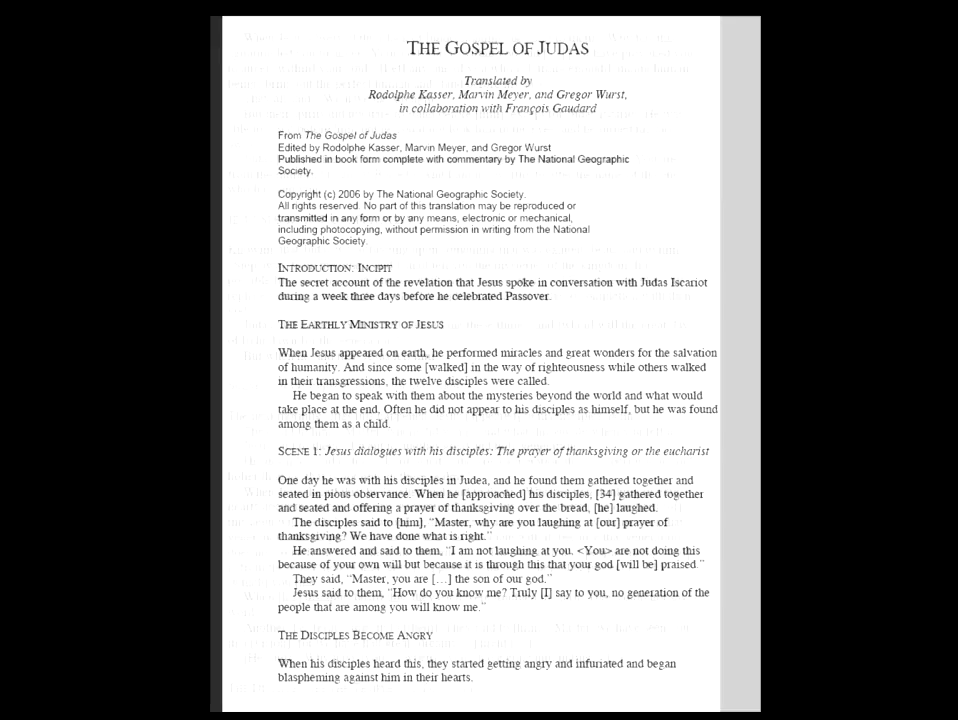 THE GOSPEL OF JUDAS
Translated by
Rodolphe Kasser, Marvin Meyer, and Gregor Wurst,
in collaboration with François Gaudard
From The Gospel of Judas
Edited by Rodolphe Kasser, Marvin Meyer, and Gregor Wurst
Published in book form complete with commentary by The National Geographic
Society.
Copyright (c) 2006 by The National Geographic Society.
All rights reserved. No part of this translation may be reproduced or
transmitted in any form or by any means, electronic or mechanical,
including photocopying, without permission in writing from the National
Geographic Society.
INTRODUCTION: INCIPIT
The secret account of the revelation that Jesus spoke in conversation with Judas Iscariot
during a week three days before he celebrated Passover.
THE EARTHLY MINISTRY OF JESUS
When Jesus appeared on earth, he performed miracles and great wonders for the salvation
of humanity. And since some [walked] in the way of righteousness while others walked
in their transgressions, the twelve disciples were called.
He began to speak with them about the mysteries beyond the world and what would
take place at the end. Often he did not appear to his disciples as himself, but he was found
among them as a child.
SCENE 1: Jesus dialogues with his disciples: The prayer of thanksgiving or the eucharist
One day he was with his disciples in Judea, and he found them gathered together and
seated in pious observance. When he [approached] his disciples, [34] gathered together
and seated and offering a prayer of thanksgiving over the bread, [he] laughed.
The disciples said to [him], “Master, why are you laughing at [our] prayer of
thanksgiving? We have done what is right.”
He answered and said to them, “I am not laughing at you. <You> are not doing this
because of your own will but because it is through this that your god [will be] praised.”
They said, “Master, you are […] the son of our god.”
Jesus said to them, “How do you know me? Truly [I] say to you, no generation of the
people that are among you will know me.”
THE DISCIPLES BECOME ANGRY
When his disciples heard this, they started getting angry and infuriated and began
blaspheming against him in their hearts.